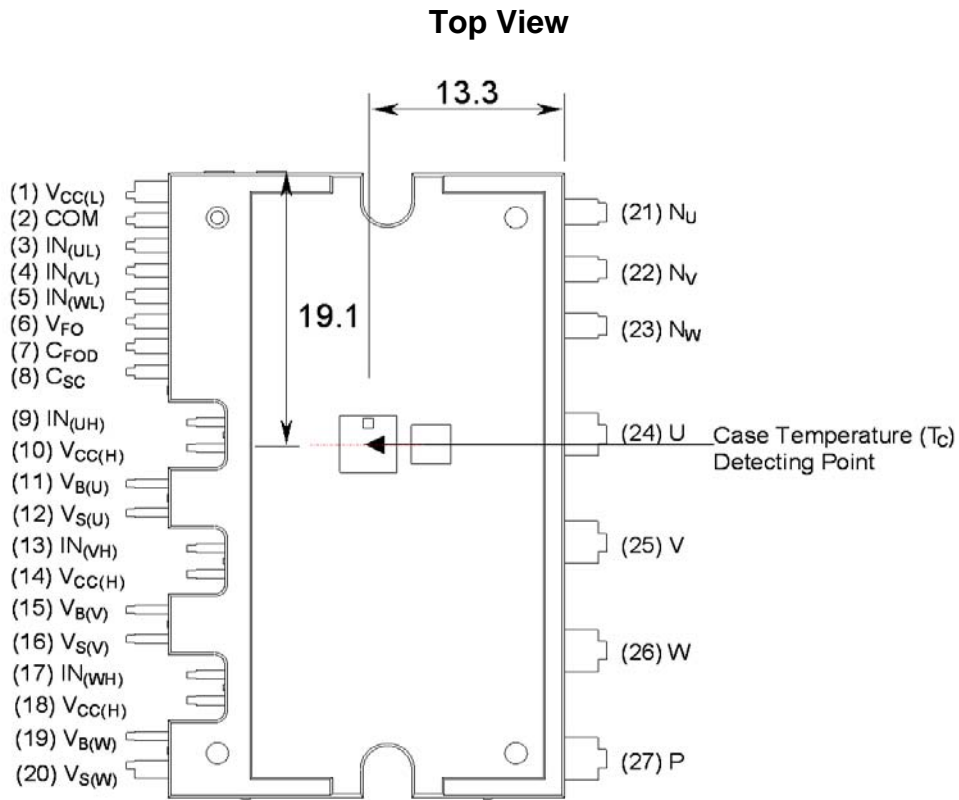 Top View
13.3
19.1
(1) VCC(L)
(2) COM
(3) IN(UL)
(4) IN(VL)
(5) IN(WL)
(6) VFO
(7) CFOD
(8) CSC
(9) IN(UH)
(10) VCC(H)
(11) VB(U)
(12) VS(U)
(13) IN(VH)
(14) VCC(H)
(15) VB(V)
(16) VS(V)
(17) IN(WH)
(18) VCC(H)
(19) VB(W)
(20) VS(W)
(21) NU
(22) NV
(23) NW
(24) U
Case Temperature (TC)
Detecting Point
(25) V
(26) W
(27) P